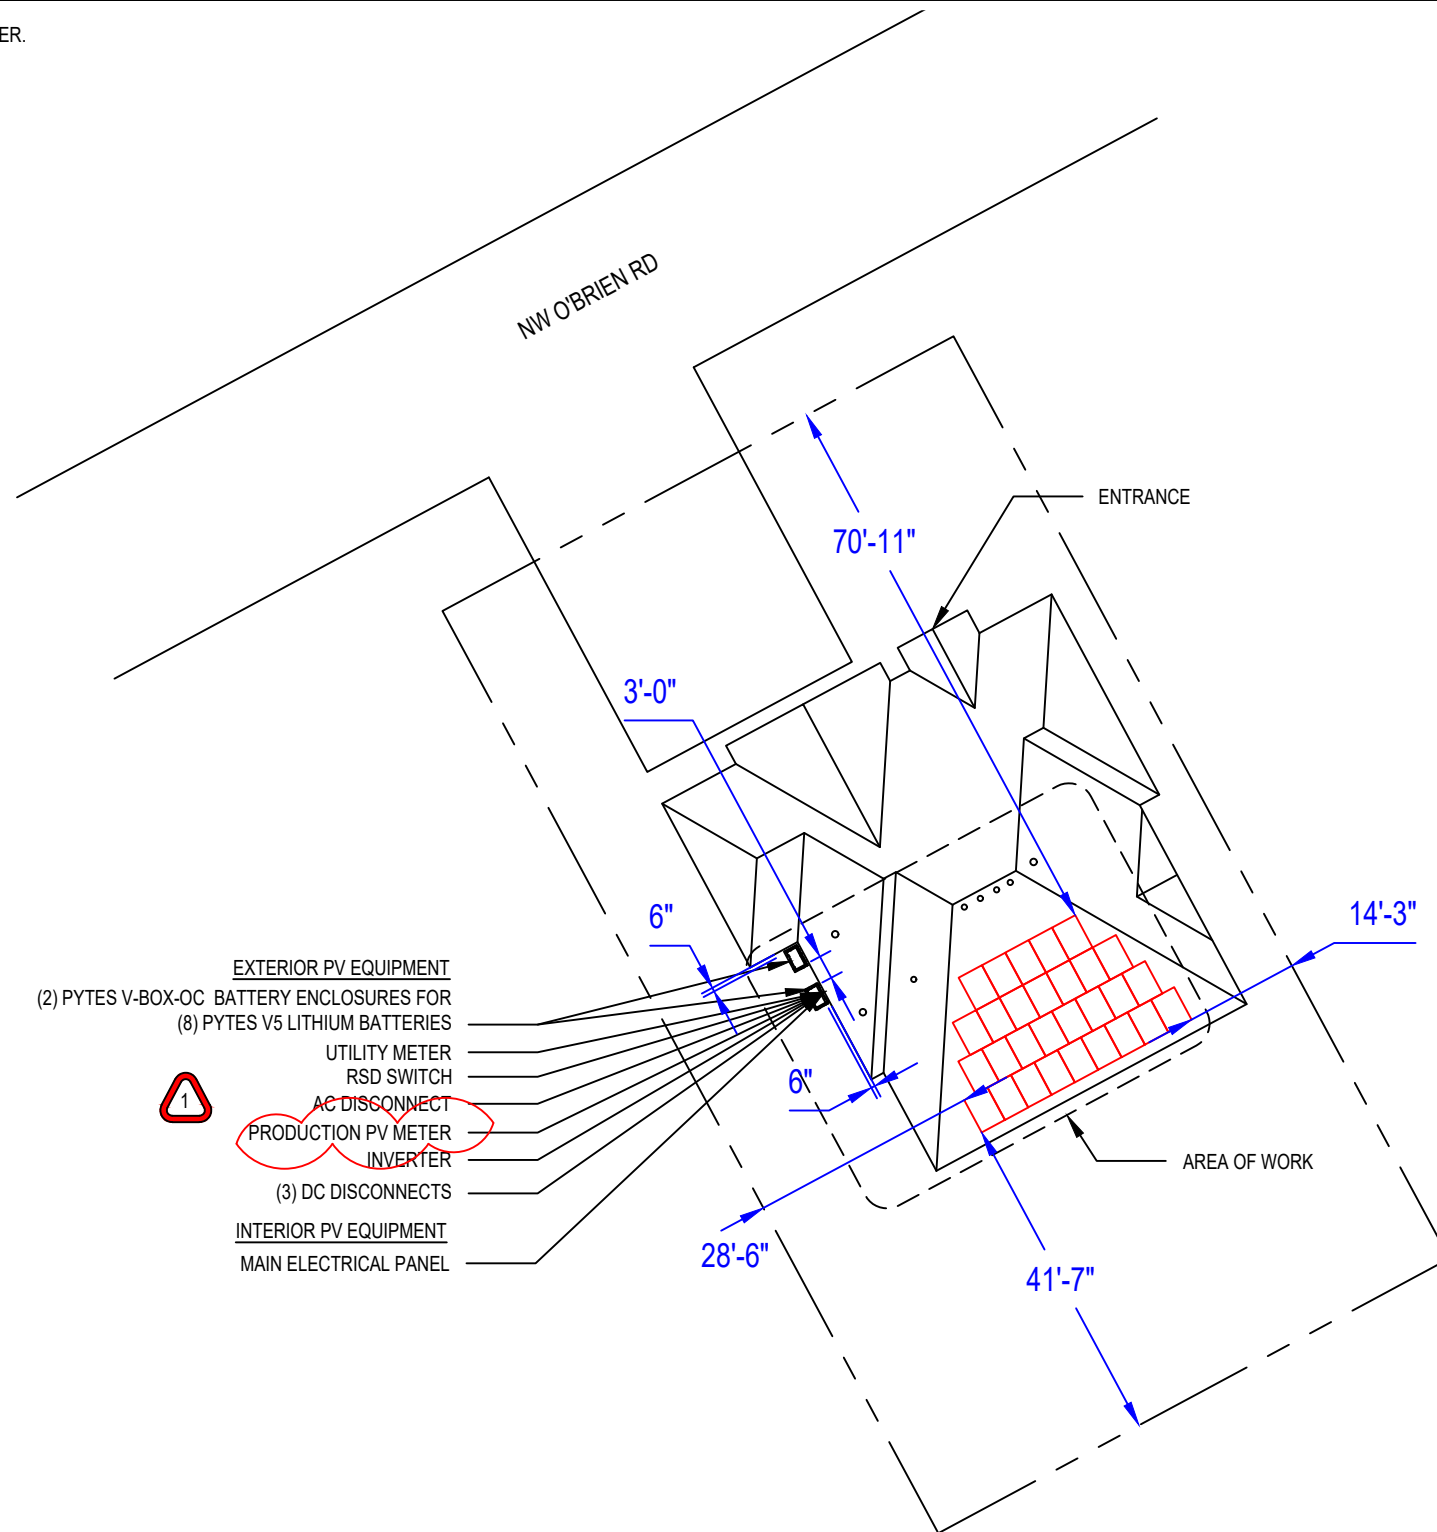 ER.
NW O'BRIEN RD
ENTRANCE
70'-11"
3'-0"
6"
14'-3"
EXTERIOR PV EQUIPMENT
(2) PYTES V-BOX-OC BATTERY ENCLOSURES FOR
(8) PYTES V5 LITHIUM BATTERIES
UTILITY METER
RSD SWITCH
AC DISCONNECT
1
PRODUCTION PV METER
INVERTER
(3) DC DISCONNECTS
INTERIOR PV EQUIPMENT
MAIN ELECTRICAL PANEL
6"
AREA OF WORK
28'-6"
41'-7"